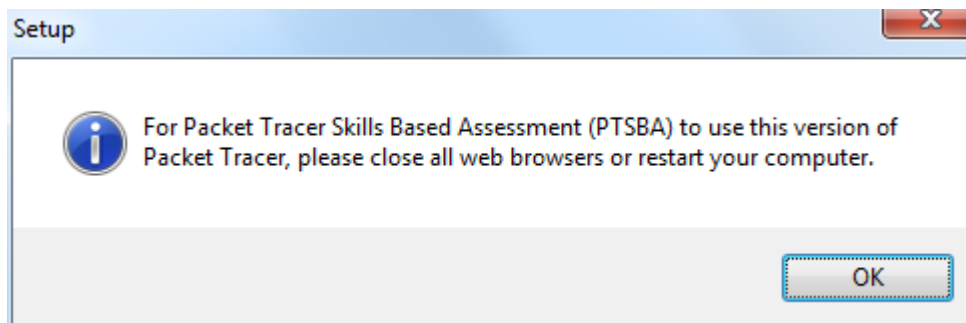 Setup
For Packet Tracer Skills Based Assessment (PTSBA) to use this version of
Packet Tracer, please close all web browsers or restart your computer.
OK